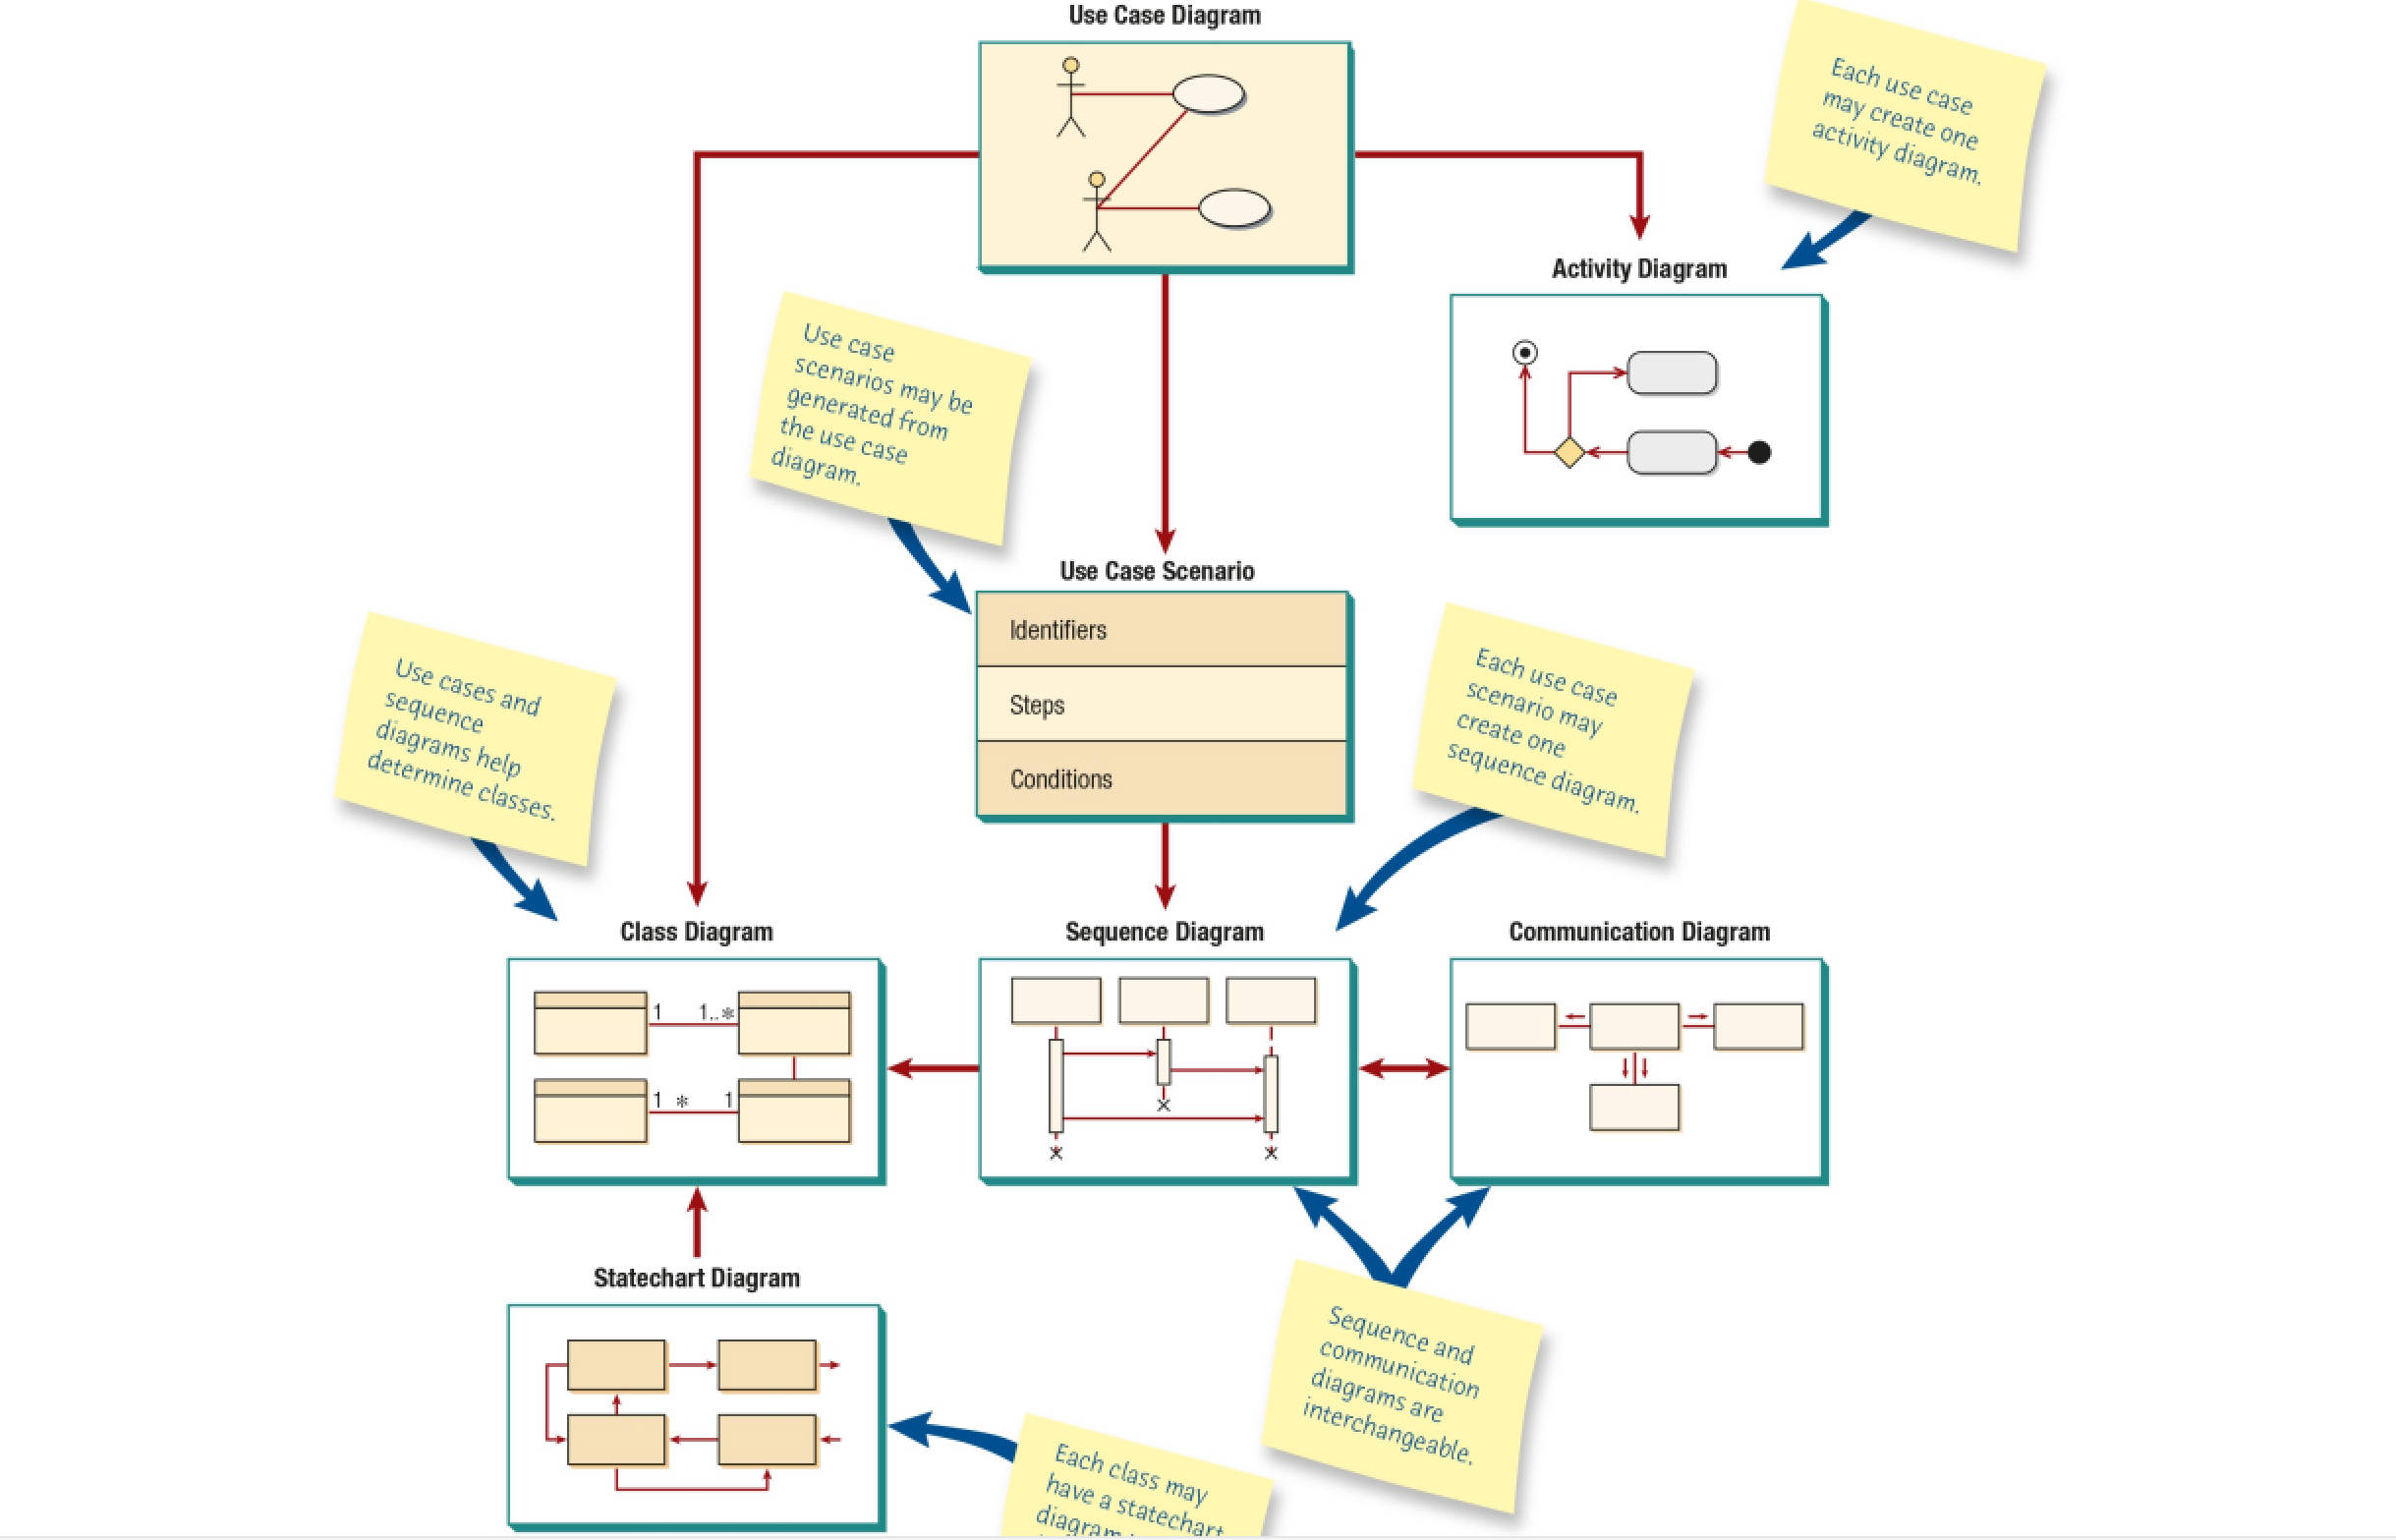 Use Case Diagram
Each use case
may create one
activity diagram.
Activity Diagram
Use case
scenarios may be
generated from
the use case
diagram.
Use Case Scenario
Identifiers
Steps
Conditions
Use cases and
sequence
diagrams help
determine classes.
Each use case
scenario may
create one
sequence diagram.
Class Diagram
1 1..*
1 * 1
Sequence Diagram
Communication Diagram
Statechart Diagram
Sequence and
communication
diagrams are
interchangeable.
Each class may
have a statechart
diagram